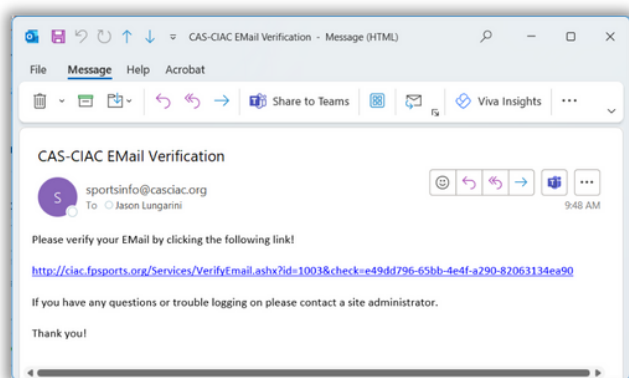 CAS-CIAC EMail Verification - Message (HTML)
File Message Help Acrobat
Share to Teams Viva Insights
CAS-CIAC EMail Verification
S
sportsinfo@casciac.org
To Jason Lungarini
9:48 AM
Please verify your EMail by clicking the following link!
http://ciac.fpsports.org/Services/VerifyEmail.ashx?id=1003&check=e49dd796-65bb-4e4f-a290-82063134ea90
If you have any questions or trouble logging on please contact a site administrator.
Thank you!